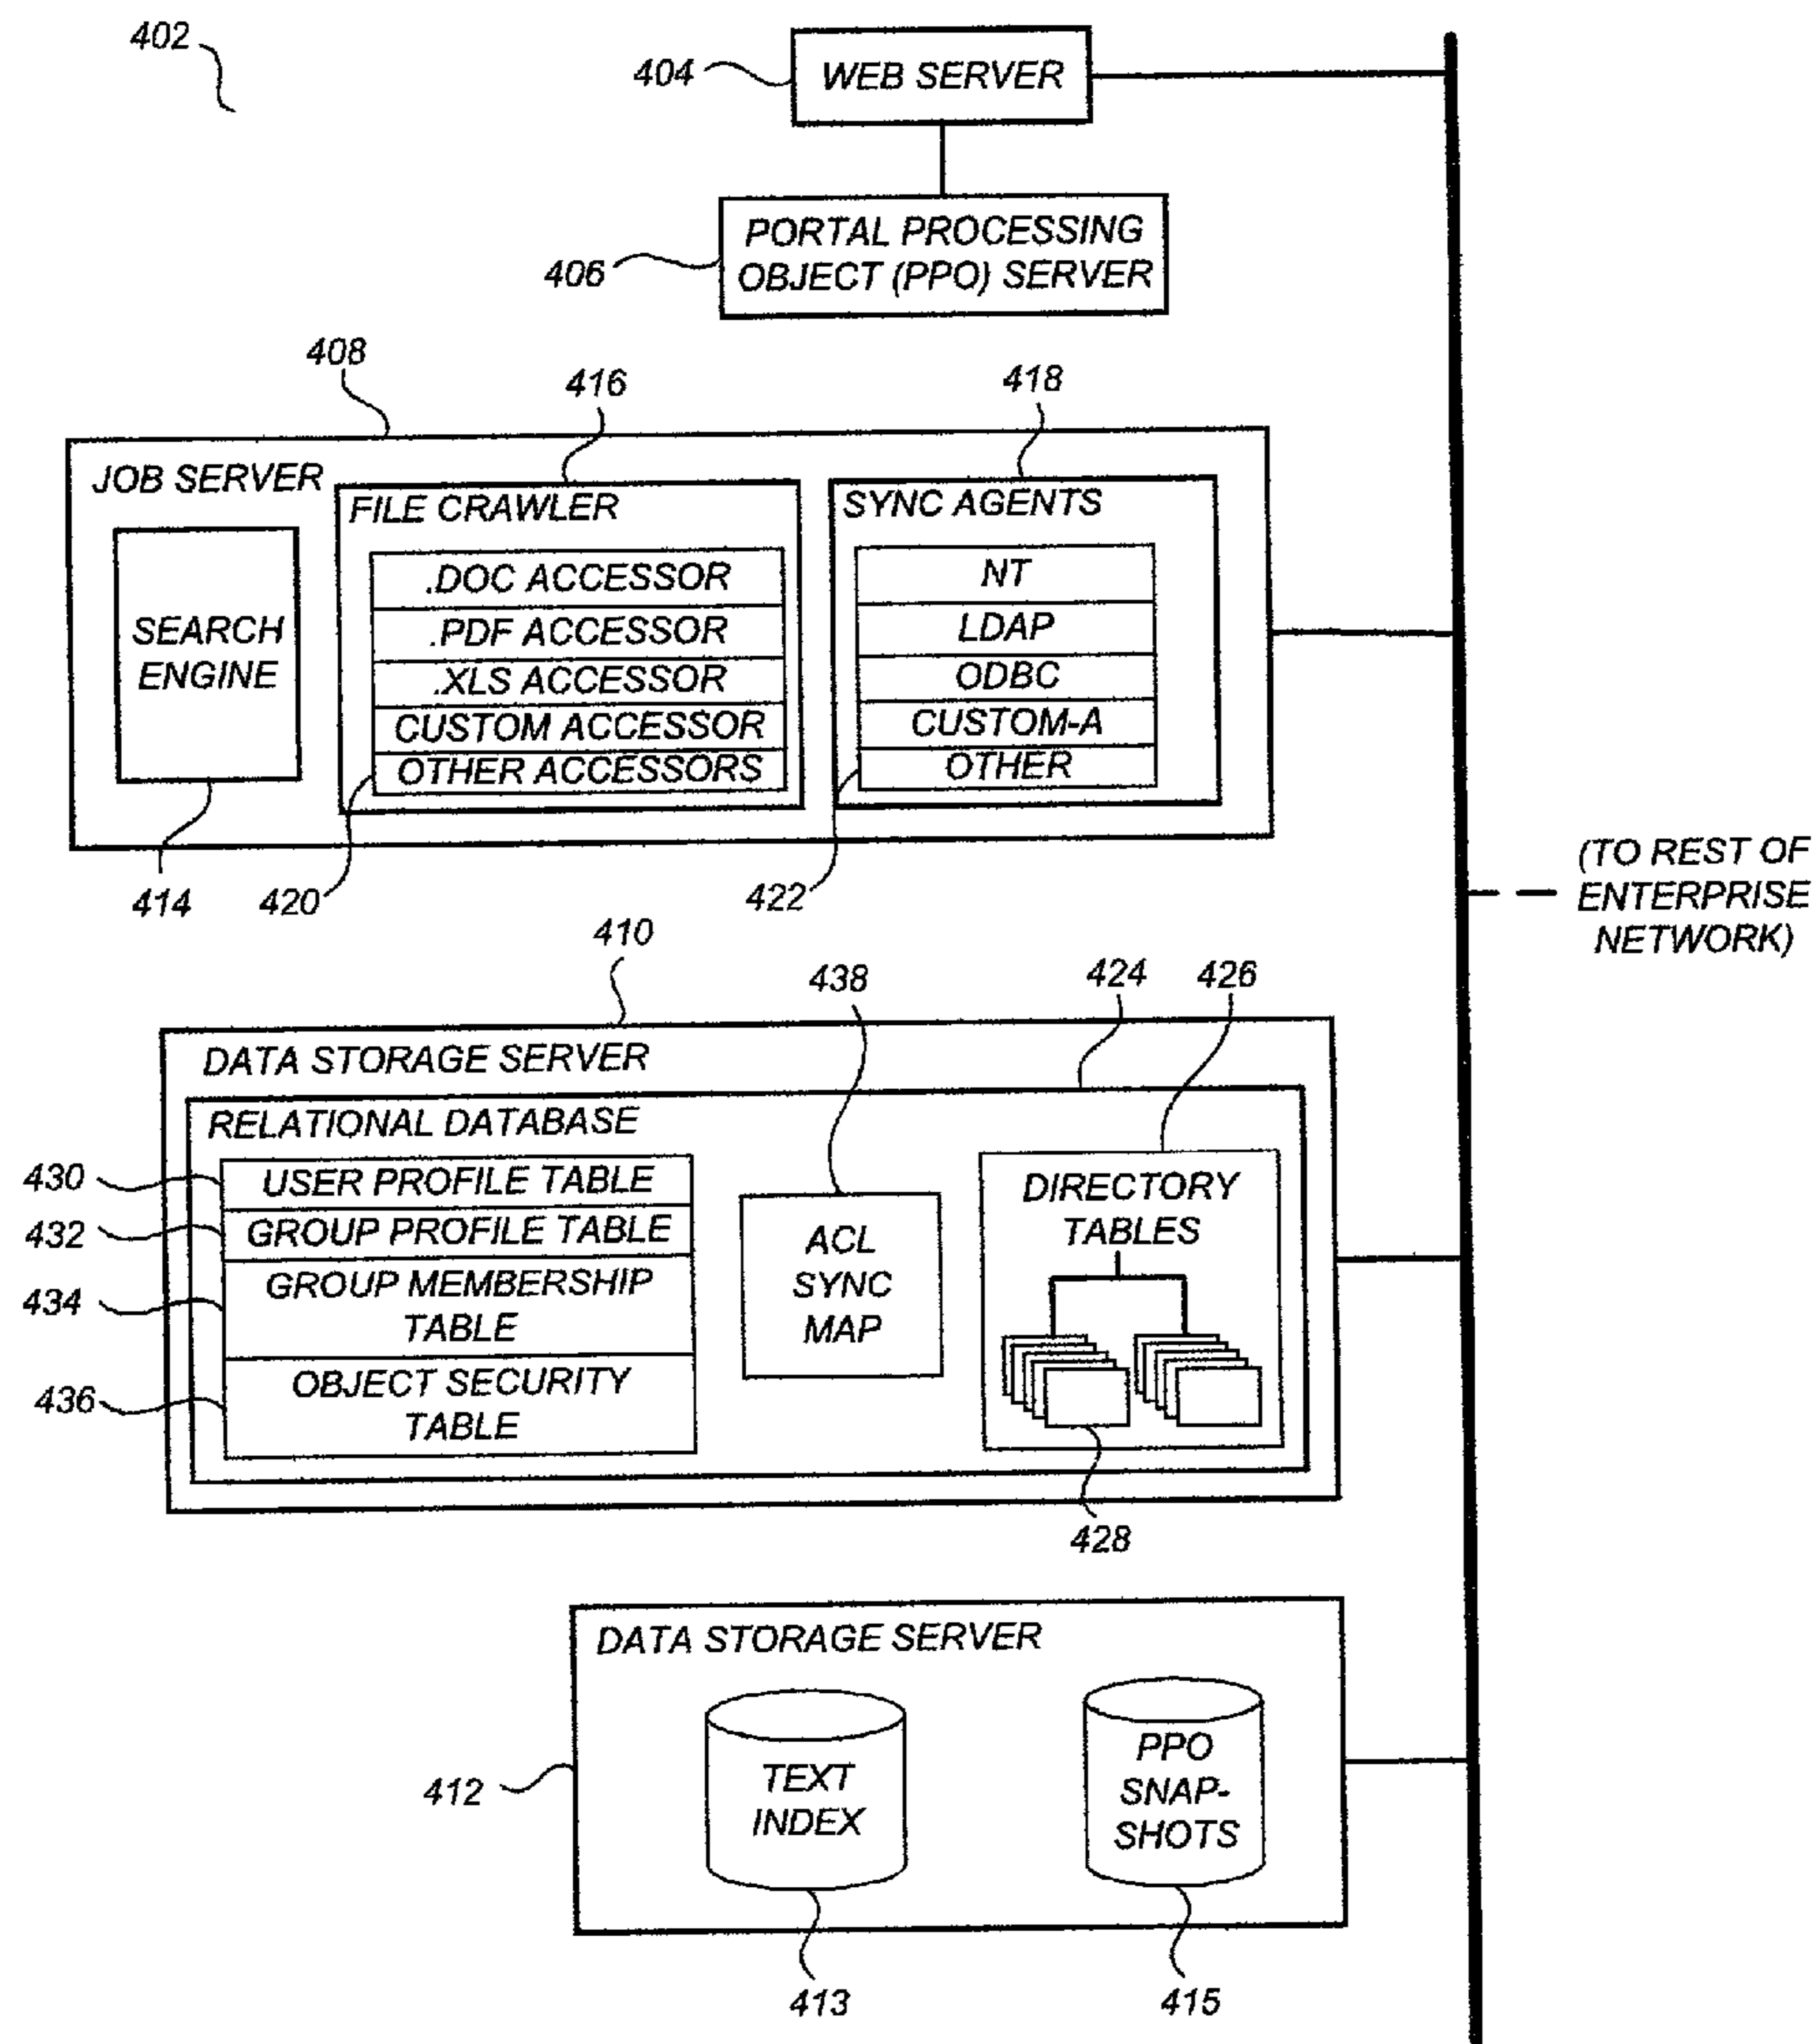 402
404
WEB SERVER
PORTAL PROCESSING
OBJECT (PPO) SERVER
406
408
416
418
JOB SERVER
FILE CRAWLER
SYNC AGENTS
.DOC ACCESSOR
.PDF ACCESSOR
.XLS ACCESSOR
CUSTOM ACCESSOR
OTHER ACCESSORS
NT
LDAP
ODBC
CUSTOM-A
OTHER
SEARCH
ENGINE
414
420
422
(TO REST OF
ENTERPRISE
NETWORK)
410
438
424
426
DATA STORAGE SERVER
RELATIONAL DATABASE
430
USER PROFILE TABLE
432
GROUP PROFILE TABLE
434
GROUP MEMBERSHIP
TABLE
436
OBJECT SECURITY
TABLE
ACL
SYNC
MAP
DIRECTORY
TABLES
428
DATA STORAGE SERVER
412
TEXT
INDEX
PPO
SNAP-
SHOTS
413
415